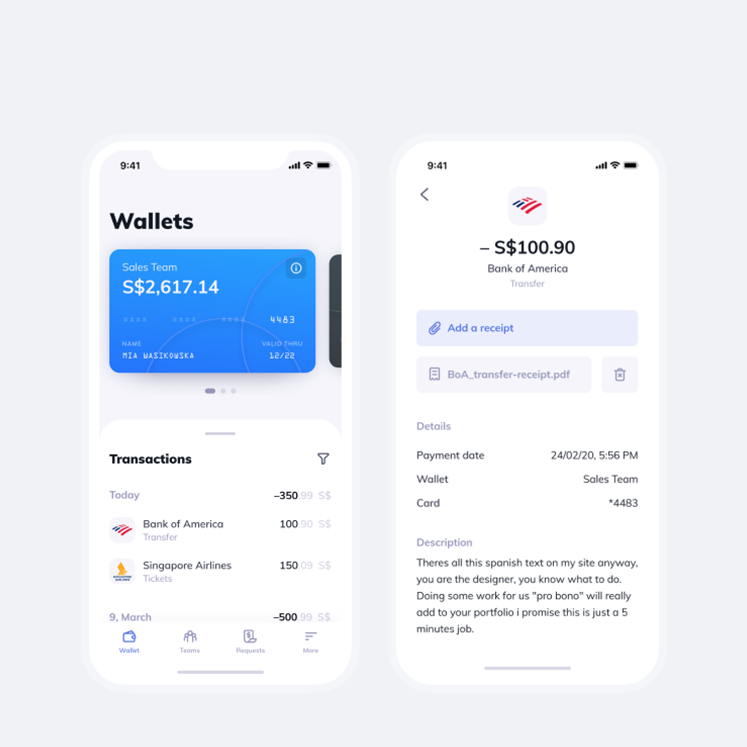 9:41
Wallets
Sales Team
S$2,617.14
**** **** **** 4483
NAME VALID THRU
MIA WASIKOWSKA 12/22
Transactions
Today –350.99 S$
Bank of America 100.90 S$
Transfer
Singapore Airlines 150.09 S$
Tickets
SINGAPORE AIRLINES
9, March –500.99 S$
Wallet Teams Requests More
9:41
– S$100.90
Bank of America
Transfer
Add a receipt
BoA_transfer-receipt.pdf
Details
Payment date 24/02/20, 5:56 PM
Wallet Sales Team
Card *4483
Description
Theres all this spanish text on my site anyway,
you are the designer, you know what to do.
Doing some work for us "pro bono" will really
add to your portfolio i promise this is just a 5
minutes job.